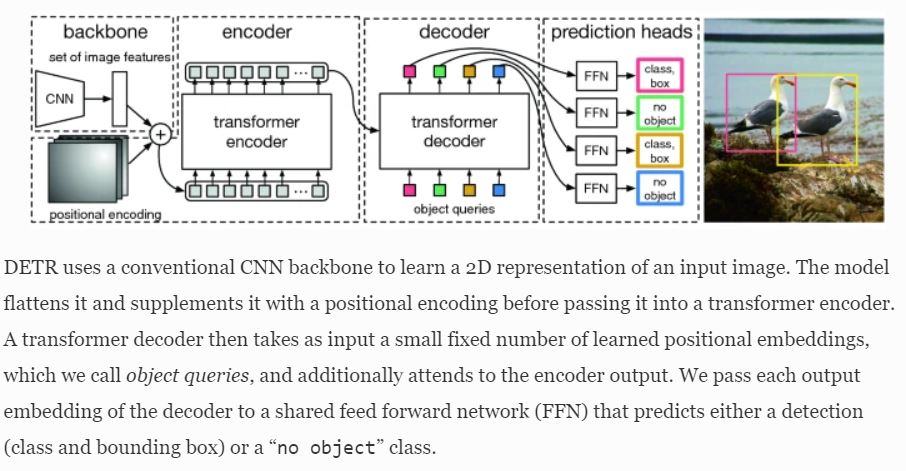 backbone
encoder
decoder
prediction heads
set of image features
CNN
+
positional encoding
...
transformer
encoder
...
transformer
decoder
object queries
FFN
class,
box
FFN
no
object
FFN
class,
box
FFN
no
object
DETR uses a conventional CNN backbone to learn a 2D representation of an input image. The model
flattens it and supplements it with a positional encoding before passing it into a transformer encoder.
A transformer decoder then takes as input a small fixed number of learned positional embeddings,
which we call object queries, and additionally attends to the encoder output. We pass each output
embedding of the decoder to a shared feed forward network (FFN) that predicts either a detection
(class and bounding box) or a “no object” class.